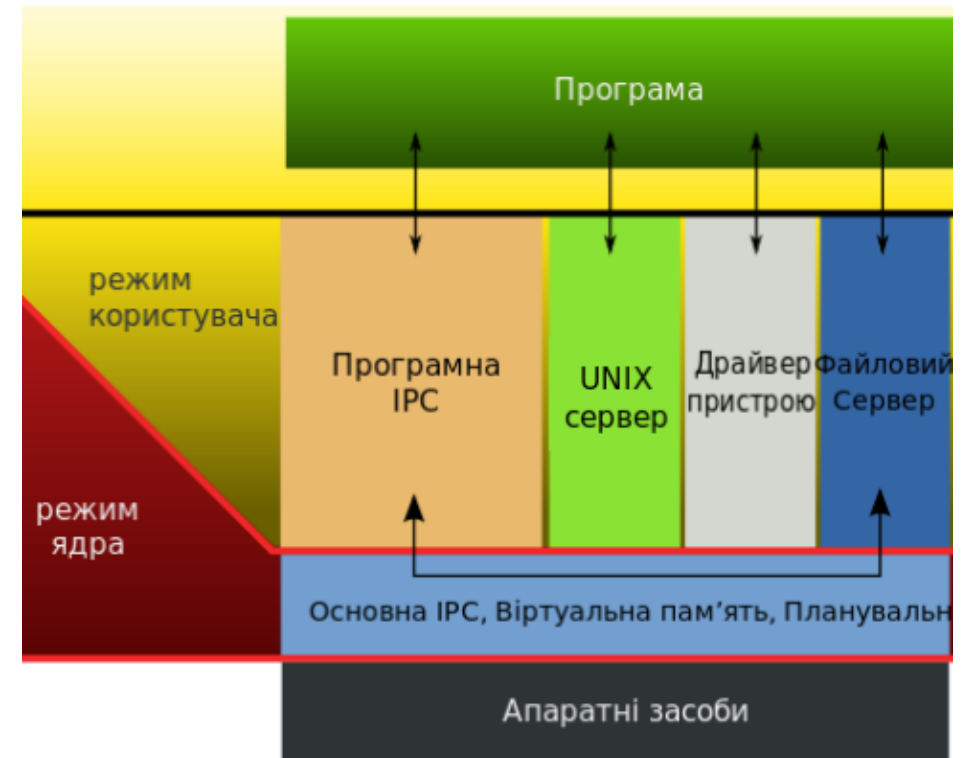 Програма
режим
користувача
Програмна
IPC
UNIX
сервер
Драйвер
пристрою
Файловий
Сервер
режим
ядра
Основна IPC, Віртуальна пам’ять, Планувальн
Апаратні засоби